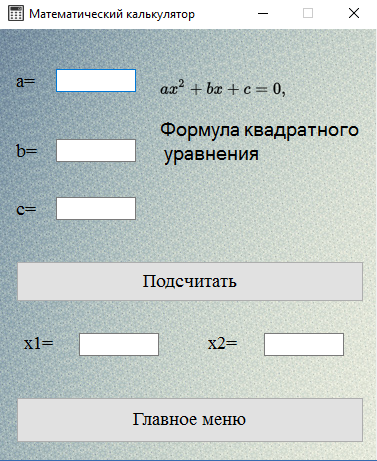 Математический калькулятор
a=
ax² + bx + c = 0,
Формула квадратного
уравнения
b=
c=
Подсчитать
x1=
x2=
Главное меню